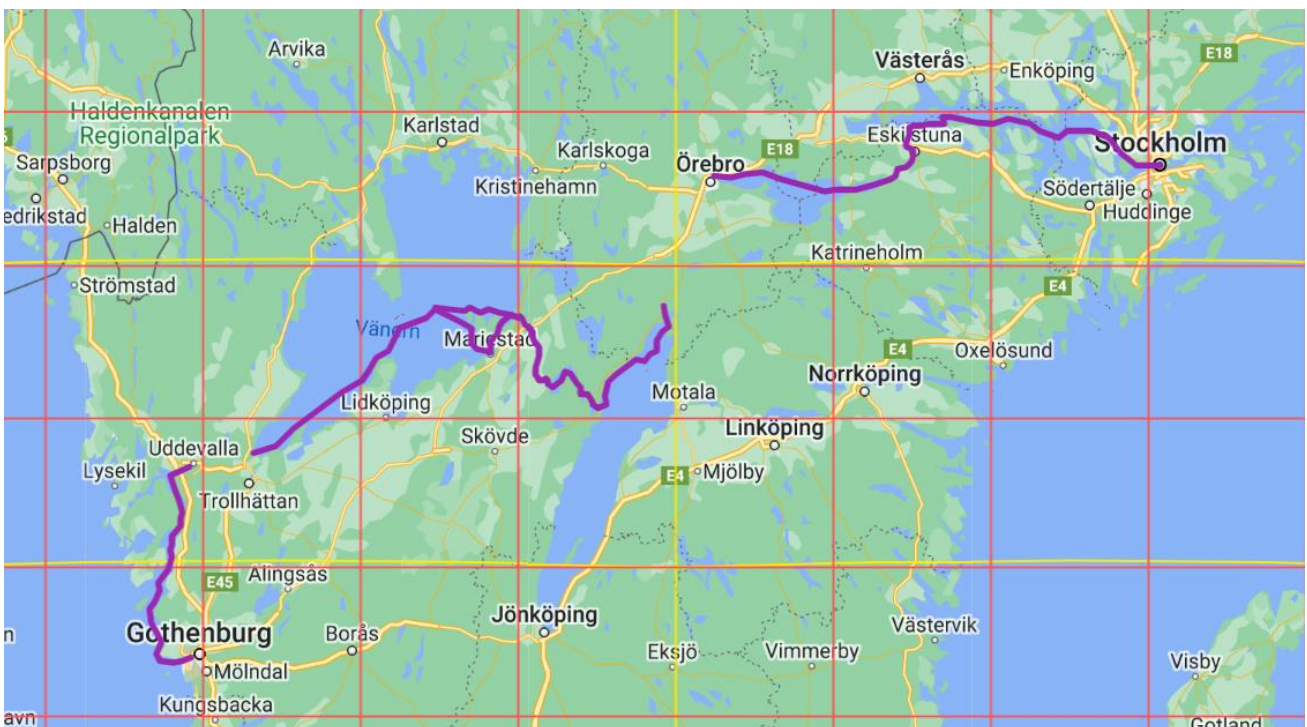 Arvika
Västerås
E18
Enköping
Haldenkanalen
Regionalpark
Karlstad
Eskilstuna
Stockholm
Sarpsborg
Karlskoga
E18
Örebro
Kristinehamn
Södertälje
Huddinge
edrikstad
Halden
Katrineholm
Strömstad
E4
Vänern
Mariestad
E4
Oxelösund
Norrköping
Motala
Lidköping
Linköping
Skövde
Uddevalla
Lysekil
E4
Mjölby
Trollhättan
E45
Alingsås
Jönköping
Västervik
Gothenburg
Borås
n
Eksjö
Vimmerby
Mölndal
Visby
Kungsbacka
avn
Gotland